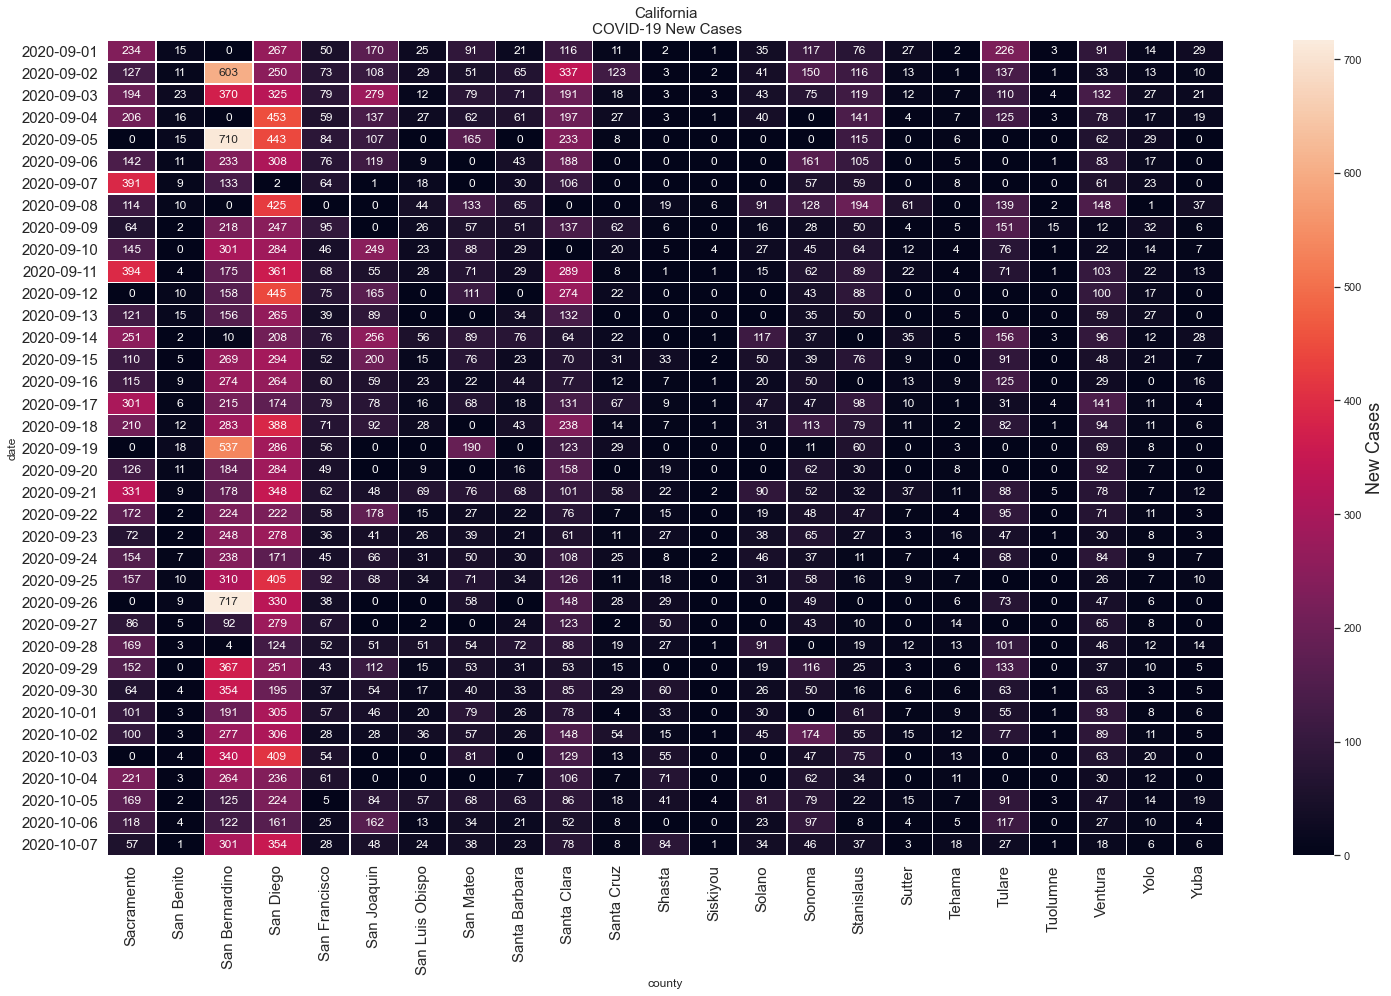 California
COVID-19 New Cases
2020-09-01 234 15 0 267 50 170 25 91 21 116 11 2 1 35 117 76 27 2 226 3 91 14 29
2020-09-02 127 11 603 250 73 108 29 51 65 337 123 3 2 41 150 116 13 1 137 1 33 13 10
2020-09-03 194 23 370 325 79 279 12 79 71 191 18 3 3 43 75 119 12 7 110 4 132 27 21
2020-09-04 206 16 0 453 59 137 27 62 61 197 27 3 1 40 0 141 4 7 125 3 78 17 19
2020-09-05 0 15 710 443 84 107 0 165 0 233 8 0 0 0 0 115 0 6 0 0 62 29 0
2020-09-06 142 11 233 308 76 119 9 0 43 188 0 0 0 0 161 105 0 5 0 1 83 17 0
2020-09-07 391 9 133 2 64 1 18 0 30 106 0 0 0 0 57 59 0 8 0 0 61 23 0
2020-09-08 114 10 0 425 0 0 44 133 65 0 0 19 6 91 128 194 61 0 139 2 148 1 37
2020-09-09 64 2 218 247 95 0 26 57 51 137 62 6 0 16 28 50 4 5 151 15 12 32 6
2020-09-10 145 0 301 284 46 249 23 88 29 0 20 5 4 27 45 64 12 4 76 1 22 14 7
2020-09-11 394 4 175 361 68 55 28 71 29 289 8 1 1 15 62 89 22 4 71 1 103 22 13
2020-09-12 0 10 158 445 75 165 0 111 0 274 22 0 0 0 43 88 0 0 0 0 100 17 0
2020-09-13 121 15 156 265 39 89 0 0 34 132 0 0 0 0 35 50 0 5 0 0 59 27 0
2020-09-14 251 2 10 208 76 256 56 89 76 64 22 0 1 117 37 0 35 5 156 3 96 12 28
2020-09-15 110 5 269 294 52 200 15 76 23 70 31 33 2 50 39 76 9 0 91 0 48 21 7
2020-09-16 115 9 274 264 60 59 23 22 44 77 12 7 1 20 50 0 13 9 125 0 29 0 16
2020-09-17 301 6 215 174 79 78 16 68 18 131 67 9 1 47 47 98 10 1 31 4 141 11 4
2020-09-18 210 12 283 388 71 92 28 0 43 238 14 7 1 31 113 79 11 2 82 1 94 11 6
2020-09-19 0 18 537 286 56 0 0 190 0 123 29 0 0 0 11 60 0 3 0 0 69 8 0
2020-09-20 126 11 184 284 49 0 9 0 16 158 0 19 0 0 62 30 0 8 0 0 92 7 0
2020-09-21 331 9 178 348 62 48 69 76 68 101 58 22 2 90 52 32 37 11 88 5 78 7 12
2020-09-22 172 2 224 222 58 178 15 27 22 76 7 15 0 19 48 47 7 4 95 0 71 11 3
2020-09-23 72 2 248 278 36 41 26 39 21 61 11 27 0 38 65 27 3 16 47 1 30 8 3
2020-09-24 154 7 238 171 45 66 31 50 30 108 25 8 2 46 37 11 7 4 68 0 84 9 7
2020-09-25 157 10 310 405 92 68 34 71 34 126 11 18 0 31 58 16 9 7 0 0 26 7 10
2020-09-26 0 9 717 330 38 0 0 58 0 148 28 29 0 0 49 0 0 6 73 0 47 6 0
2020-09-27 86 5 92 279 67 0 2 0 24 123 2 50 0 0 43 10 0 14 0 0 65 8 0
2020-09-28 169 3 4 124 52 51 51 54 72 88 19 27 1 91 0 19 12 13 101 0 46 12 14
2020-09-29 152 0 367 251 43 112 15 53 31 53 15 0 0 19 116 25 3 6 133 0 37 10 5
2020-09-30 64 4 354 195 37 54 17 40 33 85 29 60 0 26 50 16 6 6 63 1 63 3 5
2020-10-01 101 3 191 305 57 46 20 79 26 78 4 33 0 30 0 61 7 9 55 1 93 8 6
2020-10-02 100 3 277 306 28 28 36 57 26 148 54 15 1 45 174 55 15 12 77 1 89 11 5
2020-10-03 0 4 340 409 54 0 0 81 0 129 13 55 0 0 47 75 0 13 0 0 63 20 0
2020-10-04 221 3 264 236 61 0 0 0 7 106 7 71 0 0 62 34 0 11 0 0 30 12 0
2020-10-05 169 2 125 224 5 84 57 68 63 86 18 41 4 81 79 22 15 7 91 3 47 14 19
2020-10-06 118 4 122 161 25 162 13 34 21 52 8 0 0 23 97 8 4 5 117 0 27 10 4
2020-10-07 57 1 301 354 28 48 24 38 23 78 8 84 1 34 46 37 3 18 27 1 18 6 6
date
Sacramento San Benito San Bernardino San Diego San Francisco San Joaquin San Luis Obispo San Mateo Santa Barbara Santa Clara Santa Cruz Shasta Siskiyou Solano Sonoma Stanislaus Sutter Tehama Tulare Tuolumne Ventura Yolo Yuba
county
700
600
500
400
300
200
100
0
New Cases